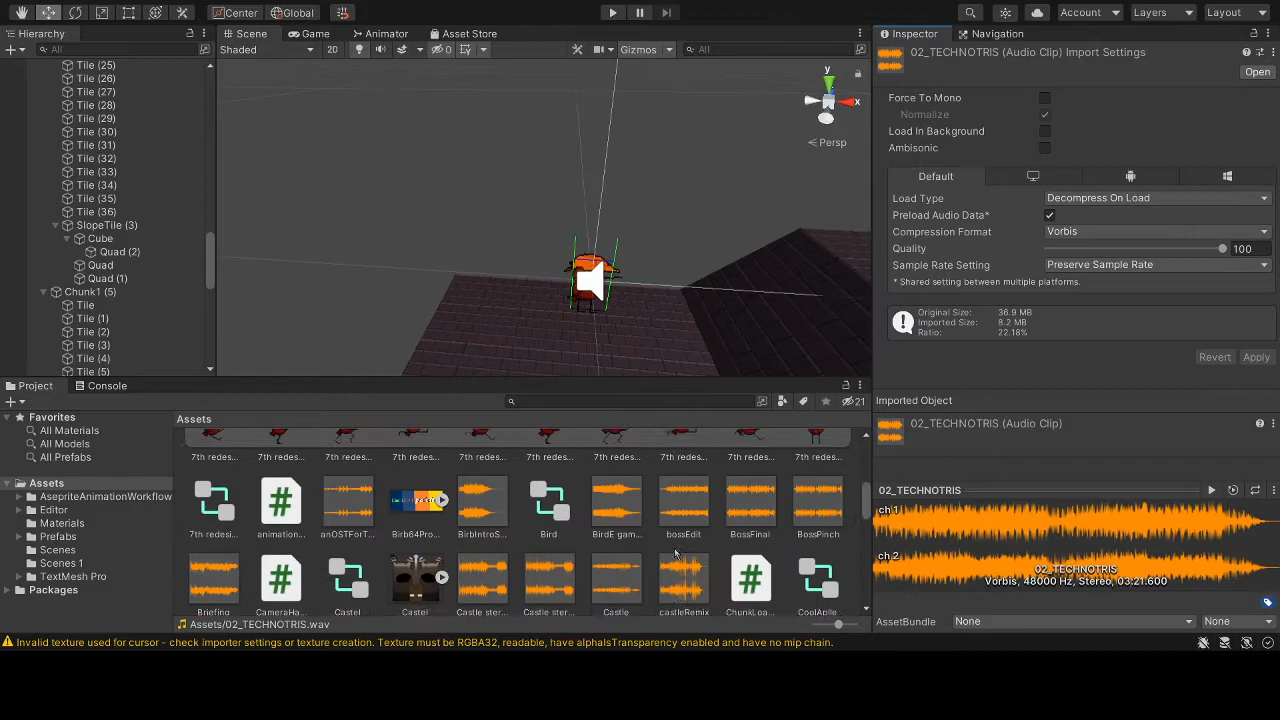 Center
Global
Account
Layers
Layout
Hierarchy
All
Tile (25)
Tile (26)
Tile (27)
Tile (28)
Tile (29)
Tile (30)
Tile (31)
Tile (32)
Tile (33)
Tile (34)
Tile (35)
Tile (36)
SlopeTile (3)
Cube
Quad (2)
Quad
Quad (1)
Chunk1 (5)
Tile
Tile (1)
Tile (2)
Tile (3)
Tile (4)
Tile (5)
Scene
Game
Animator
Asset Store
Shaded
2D
0
Gizmos
All
y
x
Persp
Inspector
Navigation
02_TECHNOTRIS (Audio Clip) Import Settings
Open
Force To Mono
Normalize
Load In Background
Ambisonic
Default
Load Type
Decompress On Load
Preload Audio Data*
Compression Format
Vorbis
Quality
100
Sample Rate Setting
Preserve Sample Rate
* Shared setting between multiple platforms.
Original Size: 36.9 MB
Imported Size: 8.2 MB
Ratio: 22.18%
Revert
Apply
Imported Object
02_TECHNOTRIS (Audio Clip)
02_TECHNOTRIS
ch 1
ch 2
02_TECHNOTRIS
Vorbis, 48000 Hz, Stereo, 03:21.600
AssetBundle
None
None
Project
Console
21
Favorites
All Materials
All Models
All Prefabs
Assets
AsepriteAnimationWorkflow
Editor
Materials
Prefabs
Scenes
Scenes 1
TextMesh Pro
Packages
Assets
7th redes... 7th redes... 7th redes... 7th redes... 7th redes... 7th redes... 7th redes... 7th redes... 7th redes... 7th redes...
7th redesi... animation... anOSTForT... Birb64Pro... BirbIntroS... Bird BirdE gam... bossEdit BossFinal BossPinch
Briefing CameraHa... Castel Castel Castle ster... Castle ster... Castle castleRemix ChunkLoa... CoolAplle
Assets/02_TECHNOTRIS.wav
Invalid texture used for cursor - check importer settings or texture creation. Texture must be RGBA32, readable, have alphaIsTransparency enabled and have no mip chain.